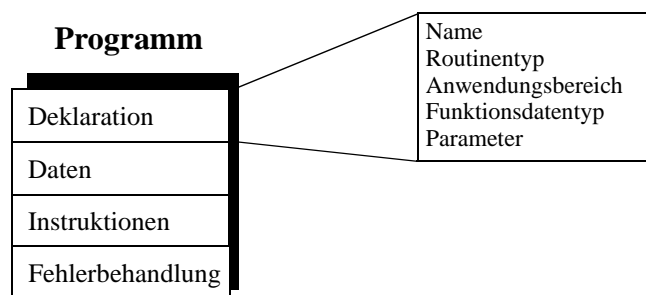 Programm
Deklaration
Daten
Instruktionen
Fehlerbehandlung
Name
Routinentyp
Anwendungsbereich
Funktionsdatentyp
Parameter